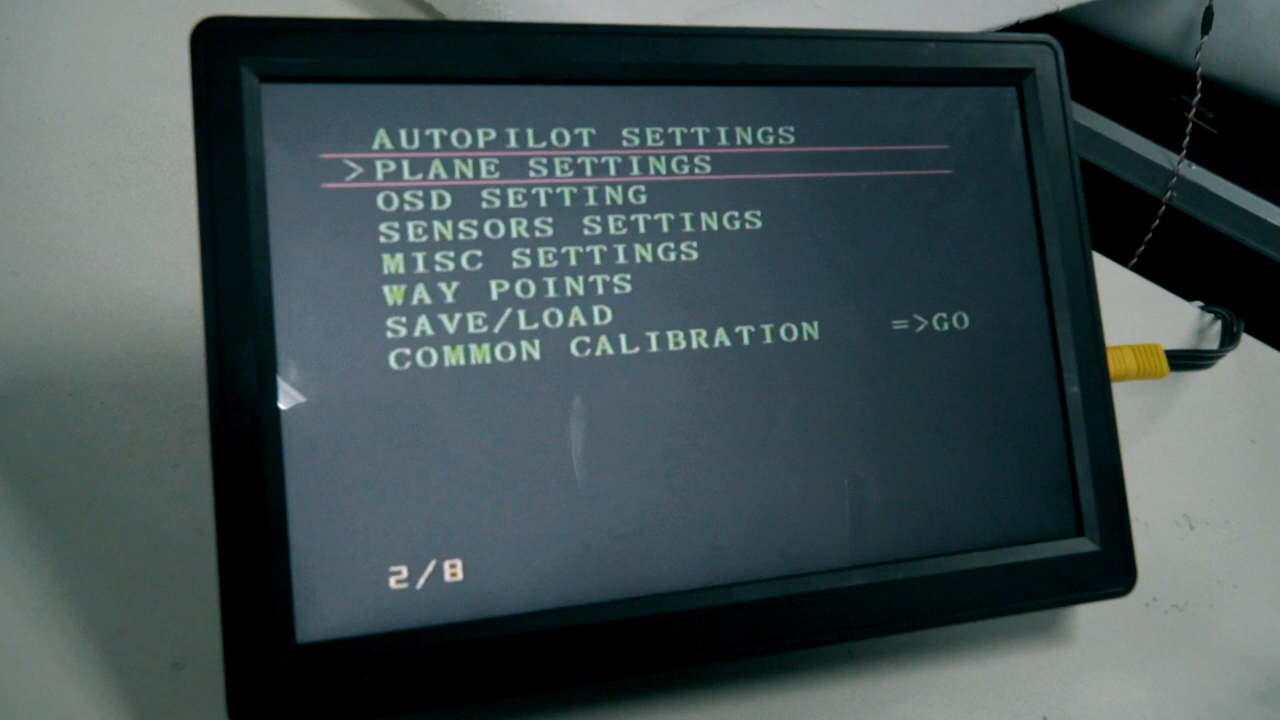 AUTOPILOT SETTINGS
>PLANE SETTINGS
OSD SETTING
SENSORS SETTINGS
MISC SETTINGS
WAY POINTS
SAVE/LOAD
COMMON CALIBRATION =>GO
2/8